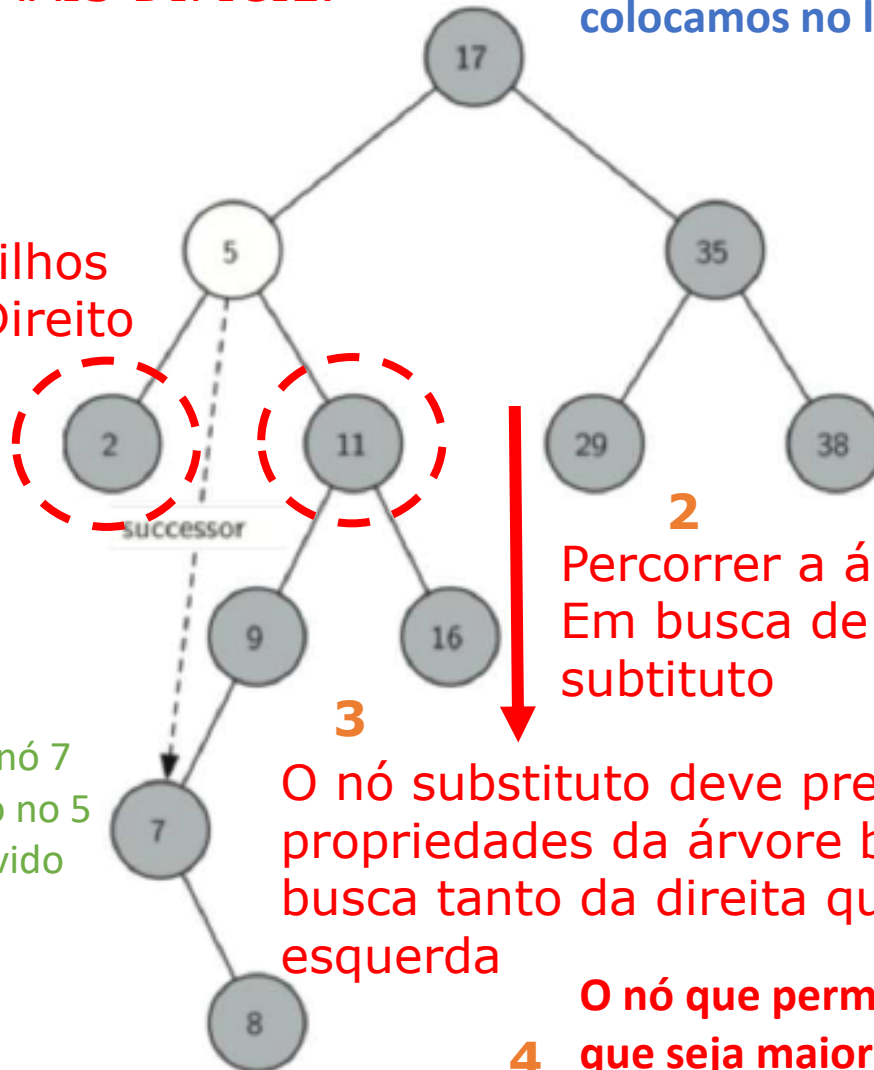 colocamos no l
17
5
35
ilhos
Direito
2
11
29
38
successor
2
Percorrer a á
Em busca de
subtituto
9
16
3
nó 7
o no 5
vido
7
O nó substituto deve pre
propriedades da árvore b
busca tanto da direita qu
esquerda
8
O nó que perm
4 que seja maior